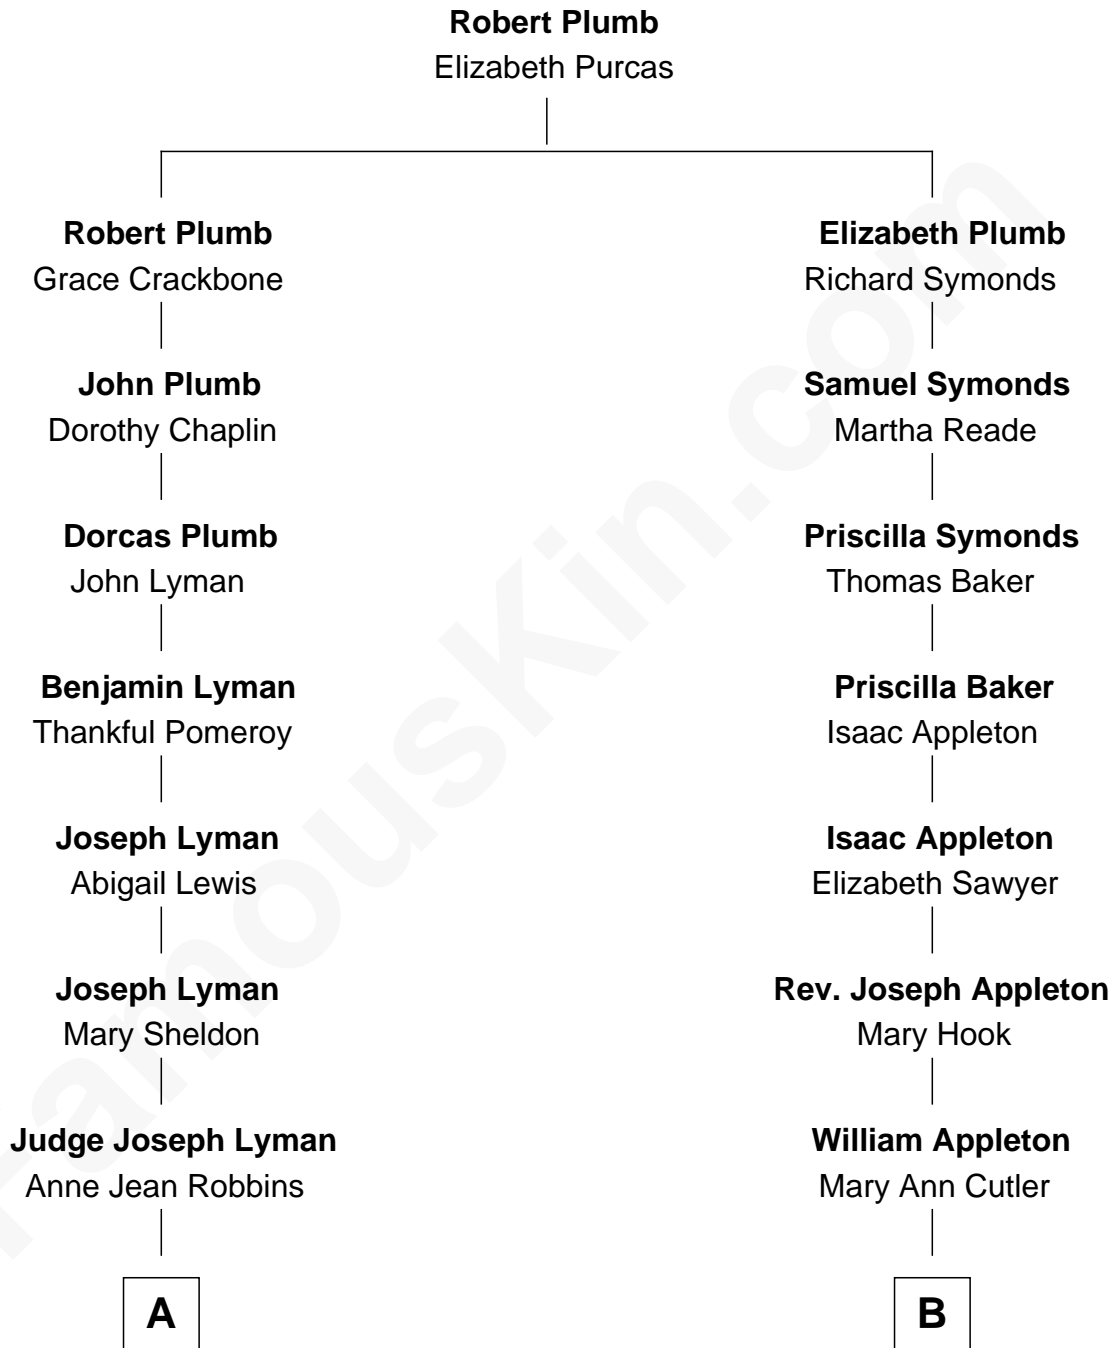 Robert Plumb
Elizabeth Purcas
Robert Plumb
Grace Crackbone
John Plumb
Dorothy Chaplin
Dorcas Plumb
John Lyman
Benjamin Lyman
Thankful Pomeroy
Joseph Lyman
Abigail Lewis
Joseph Lyman
Mary Sheldon
Judge Joseph Lyman
Anne Jean Robbins
A
Elizabeth Plumb
Richard Symonds
Samuel Symonds
Martha Reade
Priscilla Symonds
Thomas Baker
Priscilla Baker
Isaac Appleton
Isaac Appleton
Elizabeth Sawyer
Rev. Joseph Appleton
Mary Hook
William Appleton
Mary Ann Cutler
B
FamousKin.com